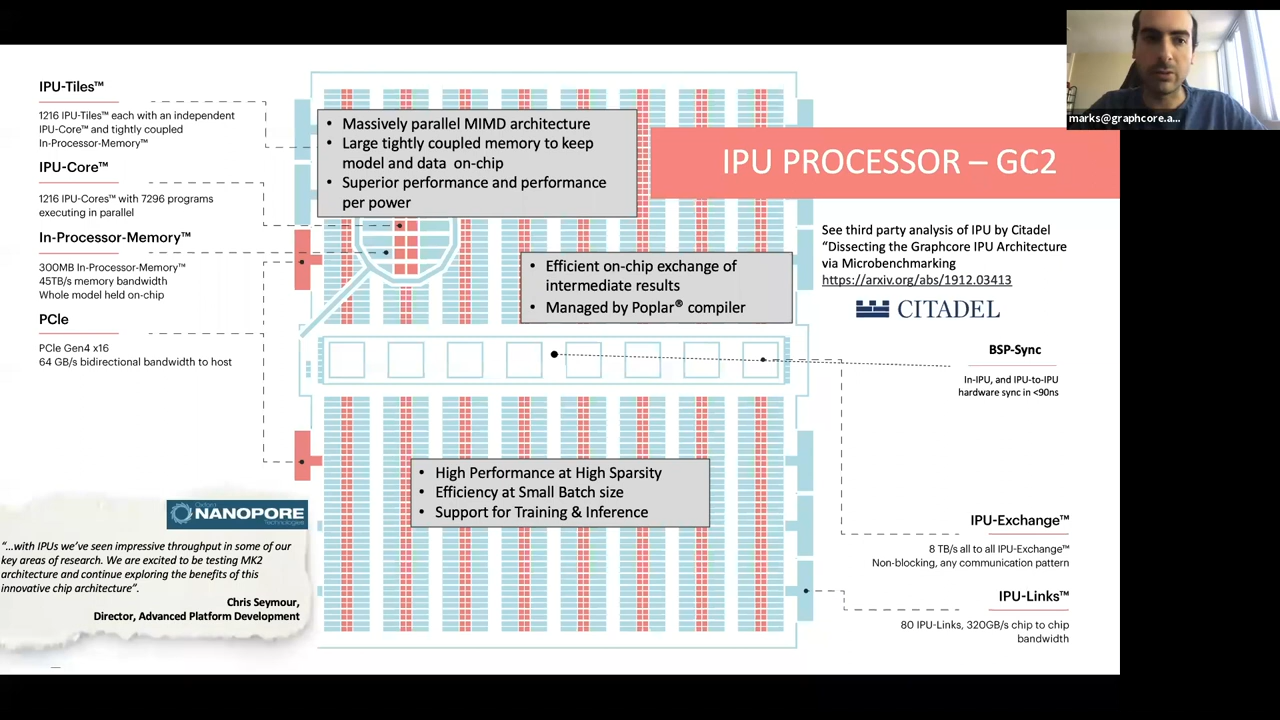 marks@graphcore.a...
IPU PROCESSOR – GC2
IPU-Tiles™
1216 IPU-Tiles™ each with an independent
IPU-Core™ and tightly coupled
In-Processor-Memory™
IPU-Core™
1216 IPU-Cores™ with 7296 programs
executing in parallel
In-Processor-Memory™
300MB In-Processor-Memory™
45TB/s memory bandwidth
Whole model held on-chip
PCIe
PCIe Gen4 x16
64 GB/s bidirectional bandwidth to host
• Massively parallel MIMD architecture
• Large tightly coupled memory to keep
model and data on-chip
• Superior performance and performance
per power
• Efficient on-chip exchange of
intermediate results
• Managed by Poplar® compiler
• High Performance at High Sparsity
• Efficiency at Small Batch size
• Support for Training & Inference
See third party analysis of IPU by Citadel
“Dissecting the Graphcore IPU Architecture
via Microbenchmarking
https://arxiv.org/abs/1912.03413
CITADEL
BSP-Sync
In-IPU, and IPU-to-IPU
hardware sync in <90ns
IPU-Exchange™
8 TB/s all to all IPU-Exchange™
Non-blocking, any communication pattern
IPU-Links™
80 IPU-Links, 320GB/s chip to chip
bandwidth
Oxford
NANOPORE
Technologies
“...with IPUs we’ve seen impressive throughput in some of our
key areas of research. We are excited to be testing MK2
architecture and continue exploring the benefits of this
innovative chip architecture”.
Chris Seymour,
Director, Advanced Platform Development